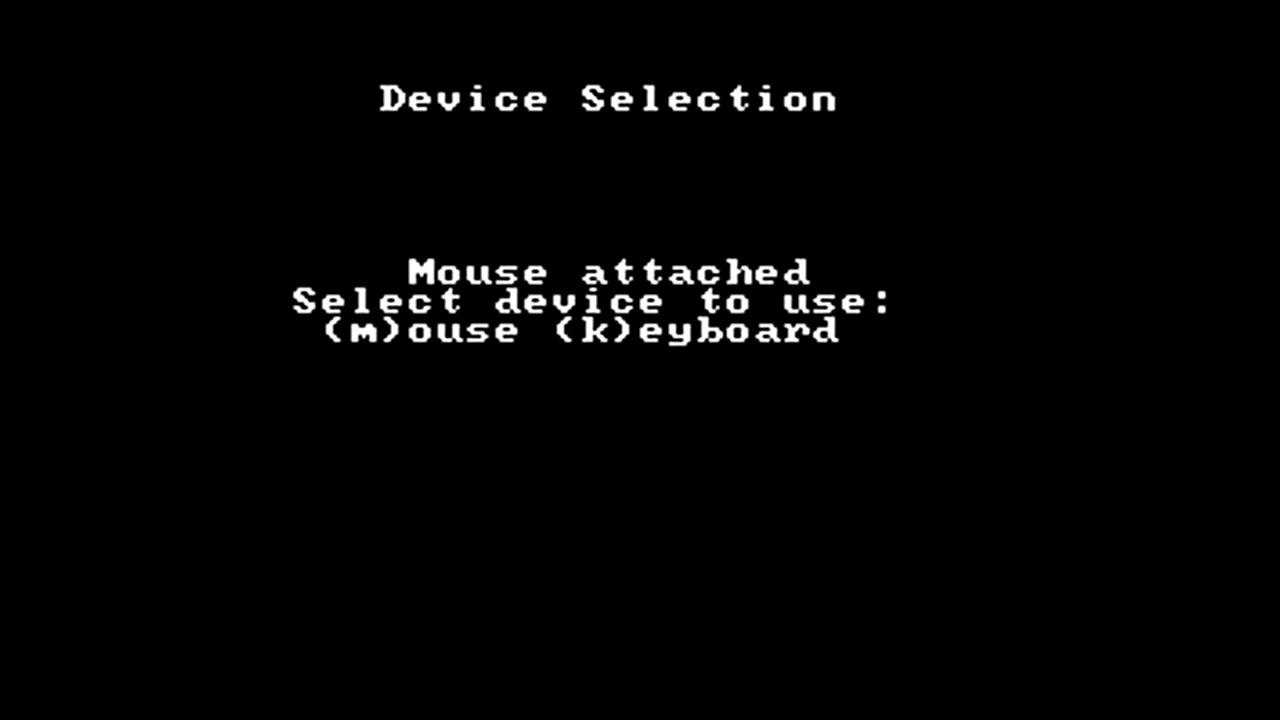 Device Selection
Mouse attached
Select device to use:
(m)ouse (k)eyboard